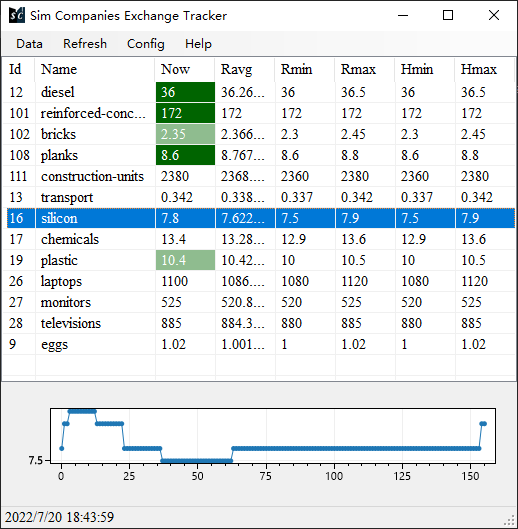 Sim Companies Exchange Tracker
Data Refresh Config Help
Id Name Now Ravg Rmin Rmax Hmin Hmax
12 diesel 36 36.26... 36 36.5 36 36.5
101 reinforced-conc... 172 172 172 172 172 172
102 bricks 2.35 2.366... 2.3 2.45 2.3 2.45
108 planks 8.6 8.767... 8.6 8.8 8.6 8.8
111 construction-units 2380 2368.... 2360 2380 2360 2380
13 transport 0.342 0.338... 0.337 0.342 0.337 0.342
16 silicon 7.8 7.622... 7.5 7.9 7.5 7.9
17 chemicals 13.4 13.28... 12.9 13.6 12.9 13.6
19 plastic 10.4 10.42... 10 10.5 10 10.5
26 laptops 1100 1086.... 1080 1120 1080 1120
27 monitors 525 520.8... 520 525 520 525
28 televisions 885 884.3... 880 885 880 885
9 eggs 1.02 1.001... 1 1.02 1 1.02
7.5
0 25 50 75 100 125 150
2022/7/20 18:43:59